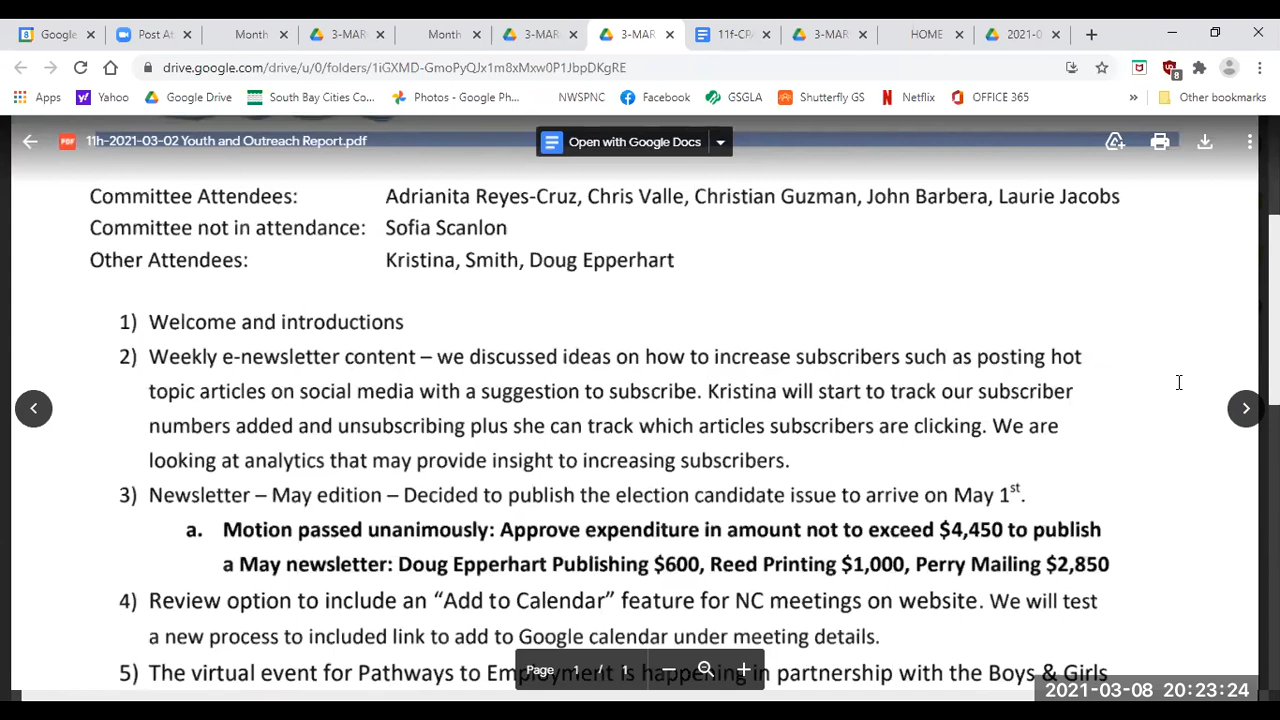 Google
Post At
Month
3-MAR
Month
3-MAR
3-MAR
11f-CP
3-MAR
HOME
2021-0
drive.google.com/drive/u/0/folders/1iGXMD-GmoPyOJx1m8xMxw0P1JbpDKgRE
8
Apps Yahoo Google Drive South Bay Cities Co... Photos - Google Ph... NWSPNC Facebook GSGLA Shutterfly GS Netflix OFFICE 365 » Other bookmarks
PDF 11h-2021-03-02 Youth and Outreach Report.pdf
Open with Google Docs
Committee Attendees: Adrianita Reyes-Cruz, Chris Valle, Christian Guzman, John Barbera, Laurie Jacobs
Committee not in attendance: Sofia Scanlon
Other Attendees: Kristina, Smith, Doug Epperhart
1) Welcome and introductions
2) Weekly e-newsletter content – we discussed ideas on how to increase subscribers such as posting hot
topic articles on social media with a suggestion to subscribe. Kristina will start to track our subscriber
numbers added and unsubscribing plus she can track which articles subscribers are clicking. We are
looking at analytics that may provide insight to increasing subscribers.
3) Newsletter – May edition – Decided to publish the election candidate issue to arrive on May 1st.
a. Motion passed unanimously: Approve expenditure in amount not to exceed $4,450 to publish
a May newsletter: Doug Epperhart Publishing $600, Reed Printing $1,000, Perry Mailing $2,850
4) Review option to include an “Add to Calendar” feature for NC meetings on website. We will test
a new process to included link to add to Google calendar under meeting details.
5) The virtual event for Pathways to Employment is happening in partnership with the Boys & Girls
Page 1 / 1
2021-03-08 20:23:24